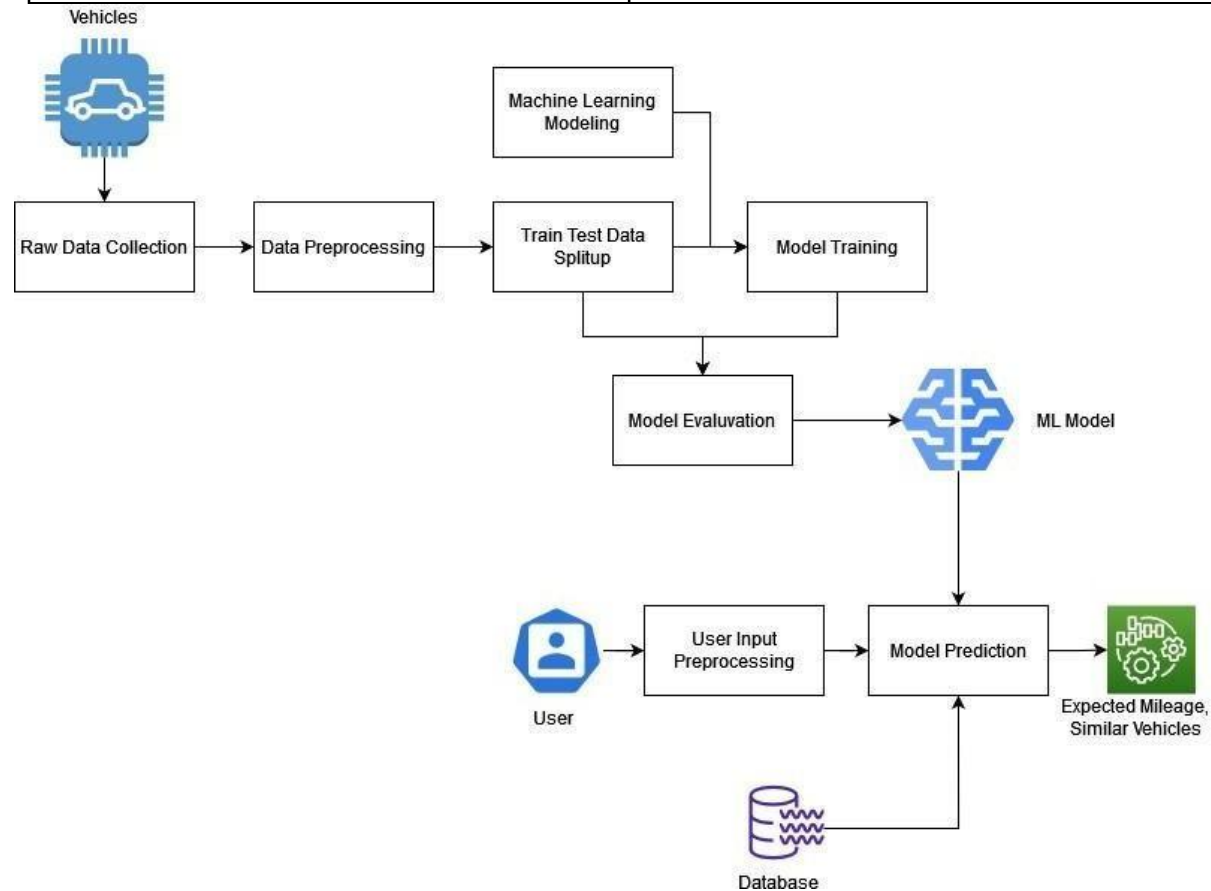 Vehicles
Machine Learning
Modeling
Raw Data Collection
Data Preprocessing
Train Test Data
Splitup
Model Training
Model Evaluvation
ML Model
User Input
Preprocessing
Model Prediction
User
Expected Mileage,
Similar Vehicles
Database